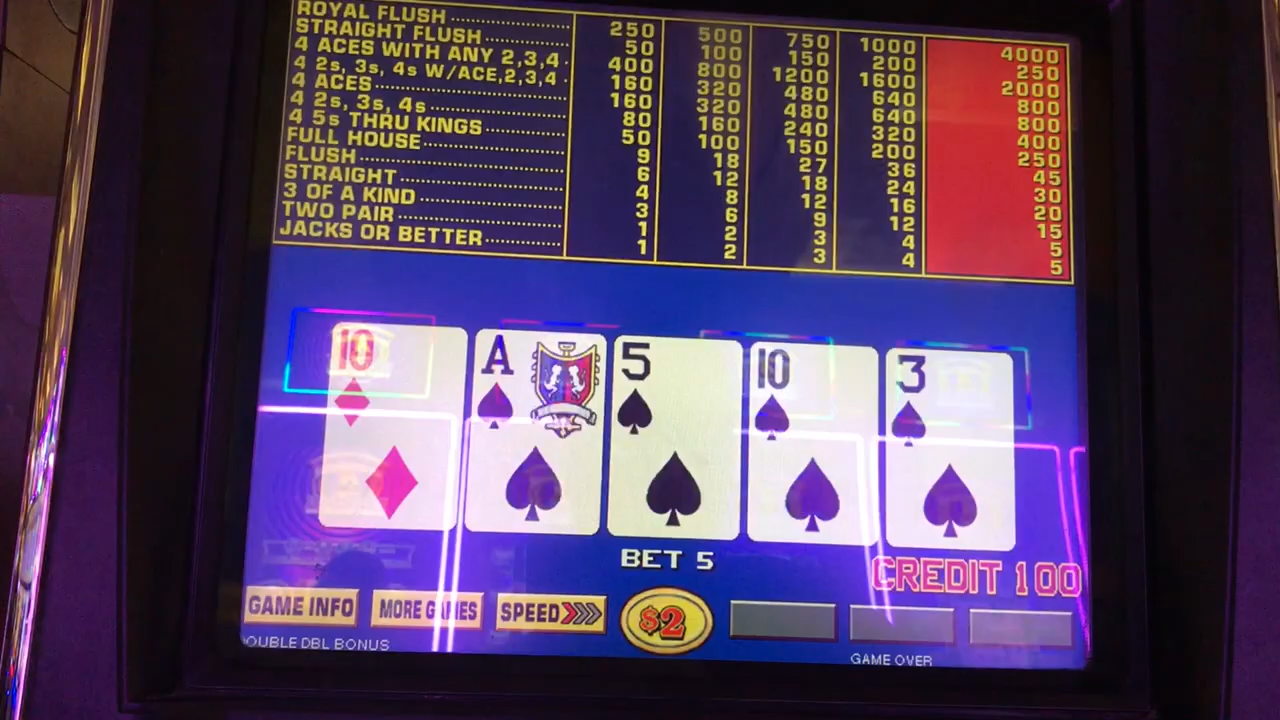 ROYAL FLUSH 250 500 750 1000 4000
STRAIGHT FLUSH 50 100 150 200 250
4 ACES WITH ANY 2,3,4 400 800 1200 1600 2000
4 2s, 3s, 4s W/ACE,2,3,4 160 320 480 640 800
4 ACES 160 320 480 640 800
4 2s, 3s, 4s 80 160 240 320 400
4 5s THRU KINGS 50 100 150 200 250
FULL HOUSE 9 18 27 36 45
FLUSH 6 12 18 24 30
STRAIGHT 4 8 12 16 20
3 OF A KIND 3 6 9 12 15
TWO PAIR 1 2 3 4 5
JACKS OR BETTER 1 2 3 4 5
10 A 5 10 3
BET 5
CREDIT 100
GAME INFO MORE GAMES SPEED $2
OUBLE DBL BONUS GAME OVER